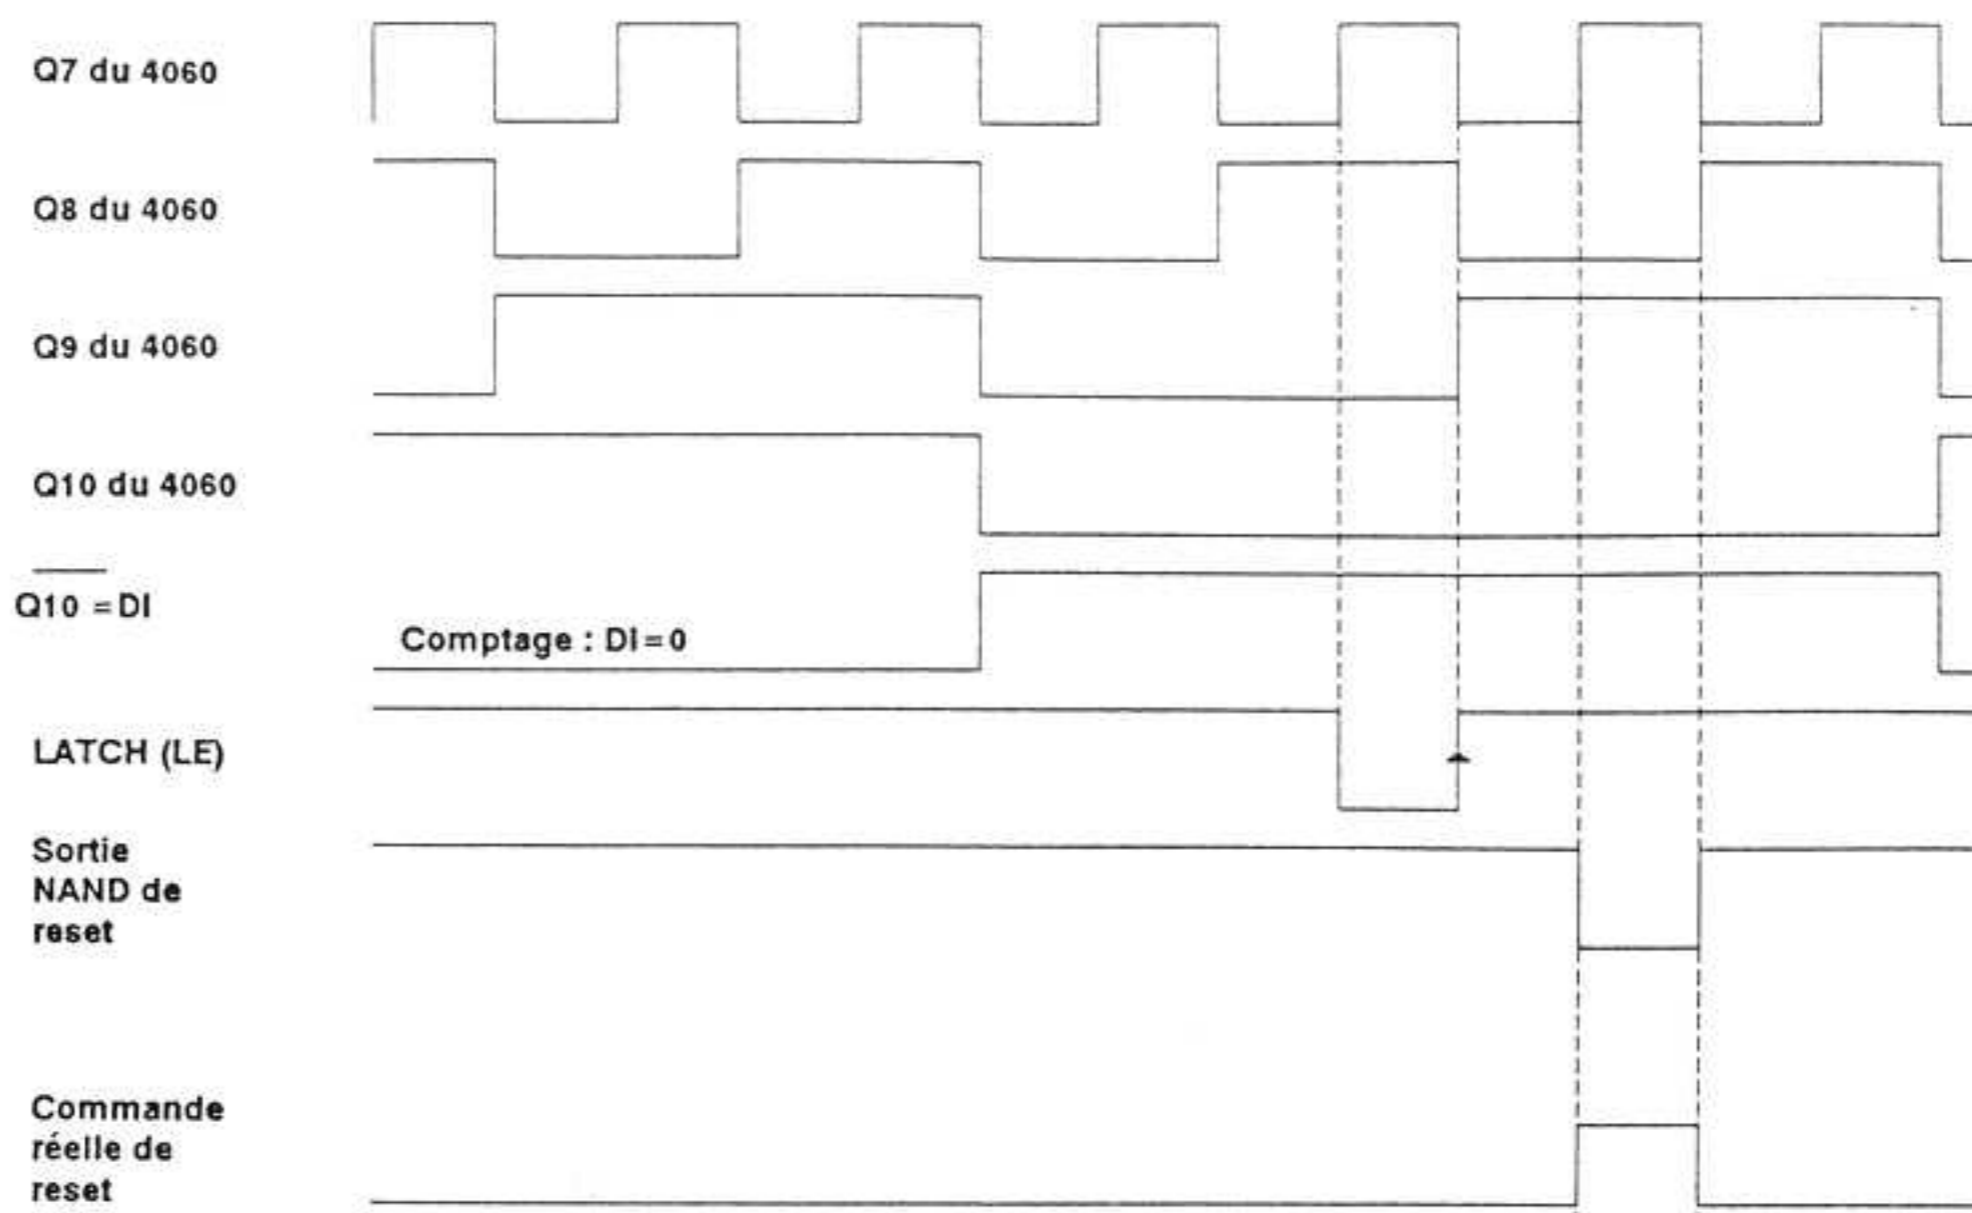 Q7 du 4060
Q8 du 4060
Q9 du 4060
Q10 du 4060
Q10 = DI
Comptage : DI=0
LATCH (LE)
Sortie
NAND de
reset
Commande
réelle de
reset